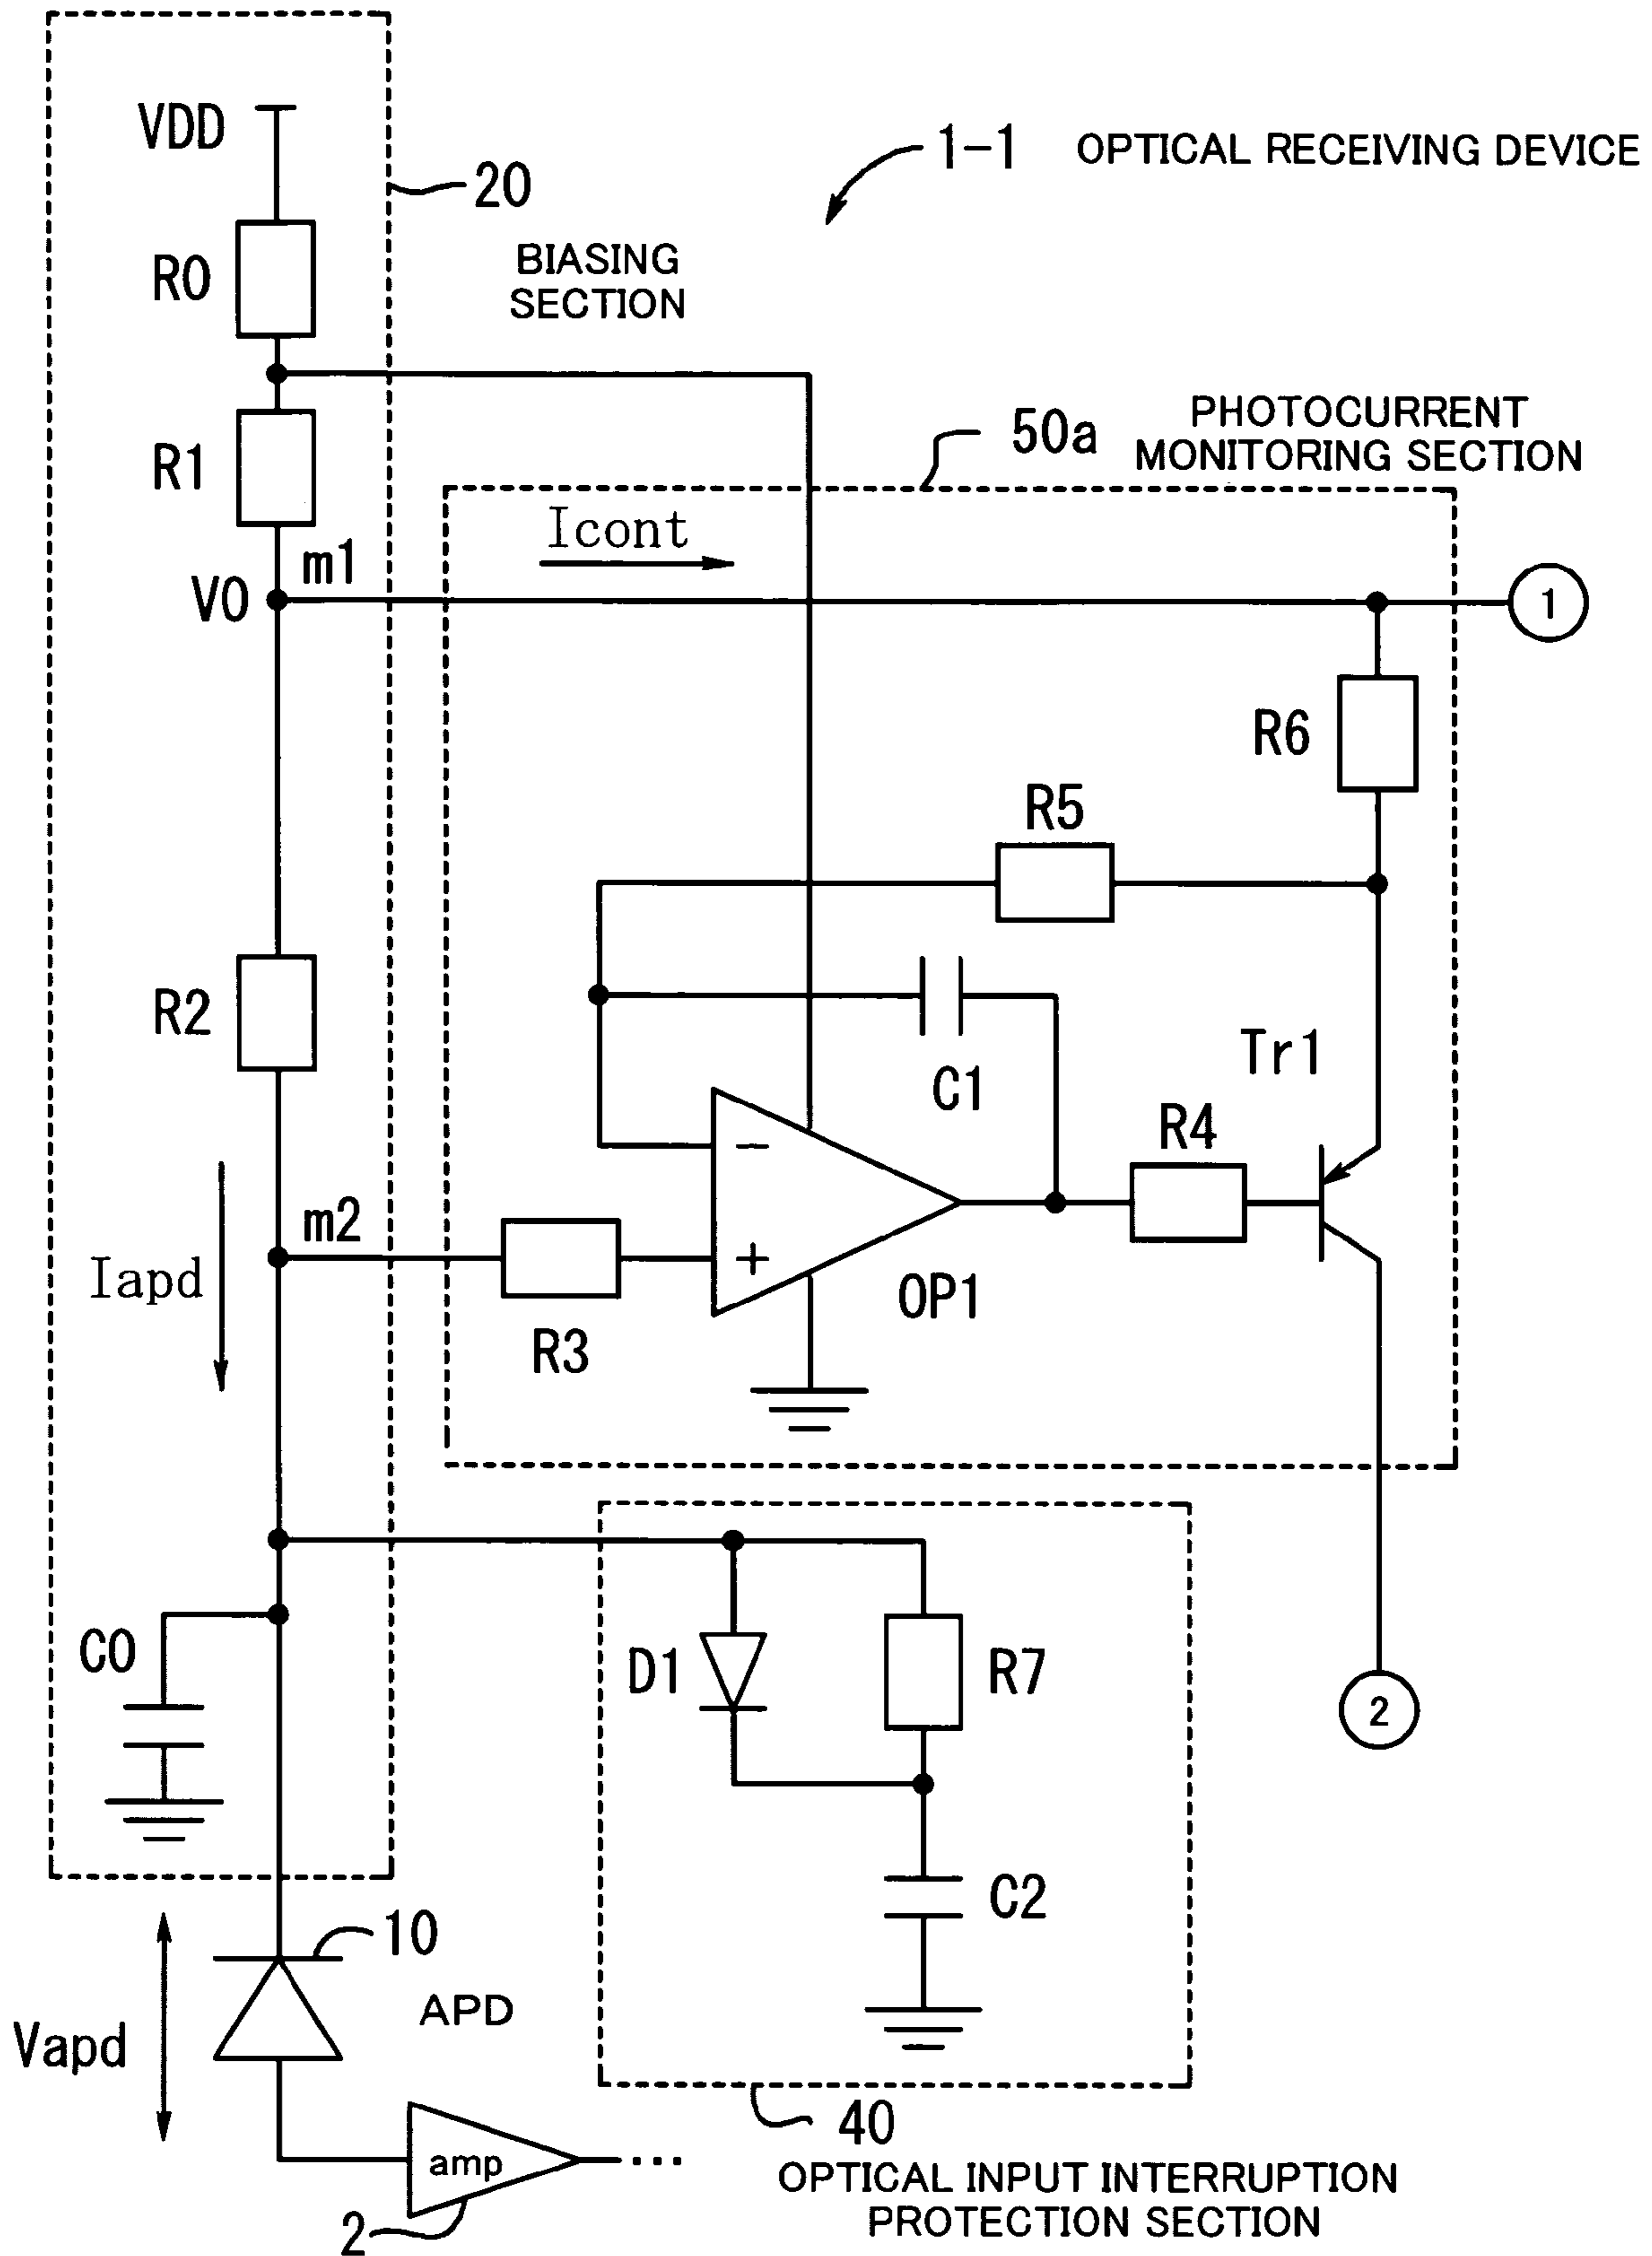 VDD
1-1 OPTICAL RECEIVING DEVICE
20
BIASING
SECTION
R0
R1
50a
PHOTOCURRENT
MONITORING SECTION
Icont
m1
V0
1
R6
R5
R2
C1
Tr1
R4
m2
Iapd
−
+
OP1
R3
C0
D1
R7
2
C2
10
APD
Vapd
amp
2
40
OPTICAL INPUT INTERRUPTION
PROTECTION SECTION